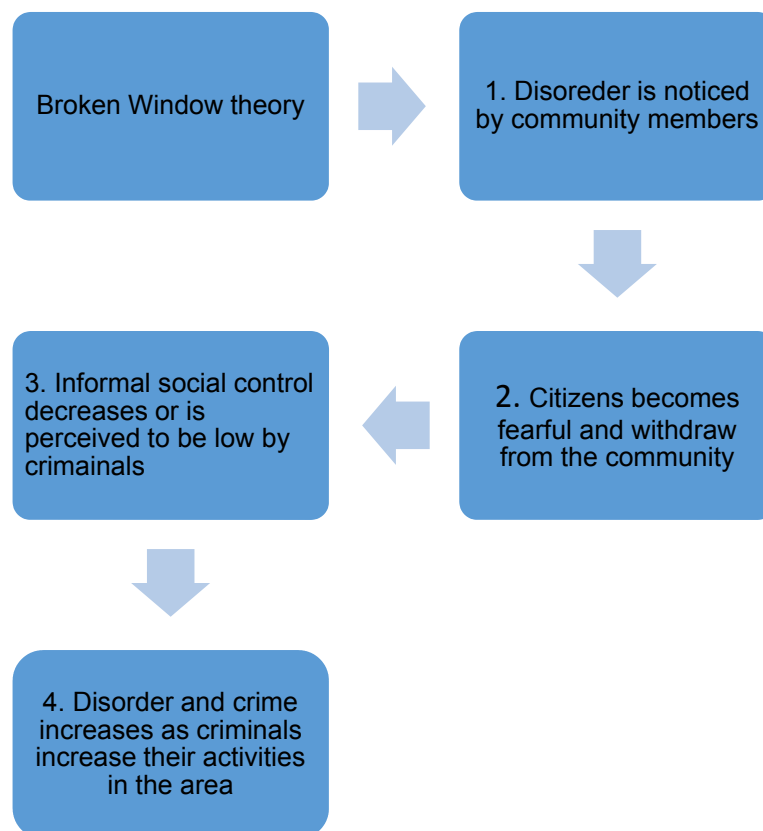 Broken Window theory
1. Disoreder is noticed
by community members
2. Citizens becomes
fearful and withdraw
from the community
3. Informal social control
decreases or is
perceived to be low by
crimainals
4. Disorder and crime
increases as criminals
increase their activities
in the area